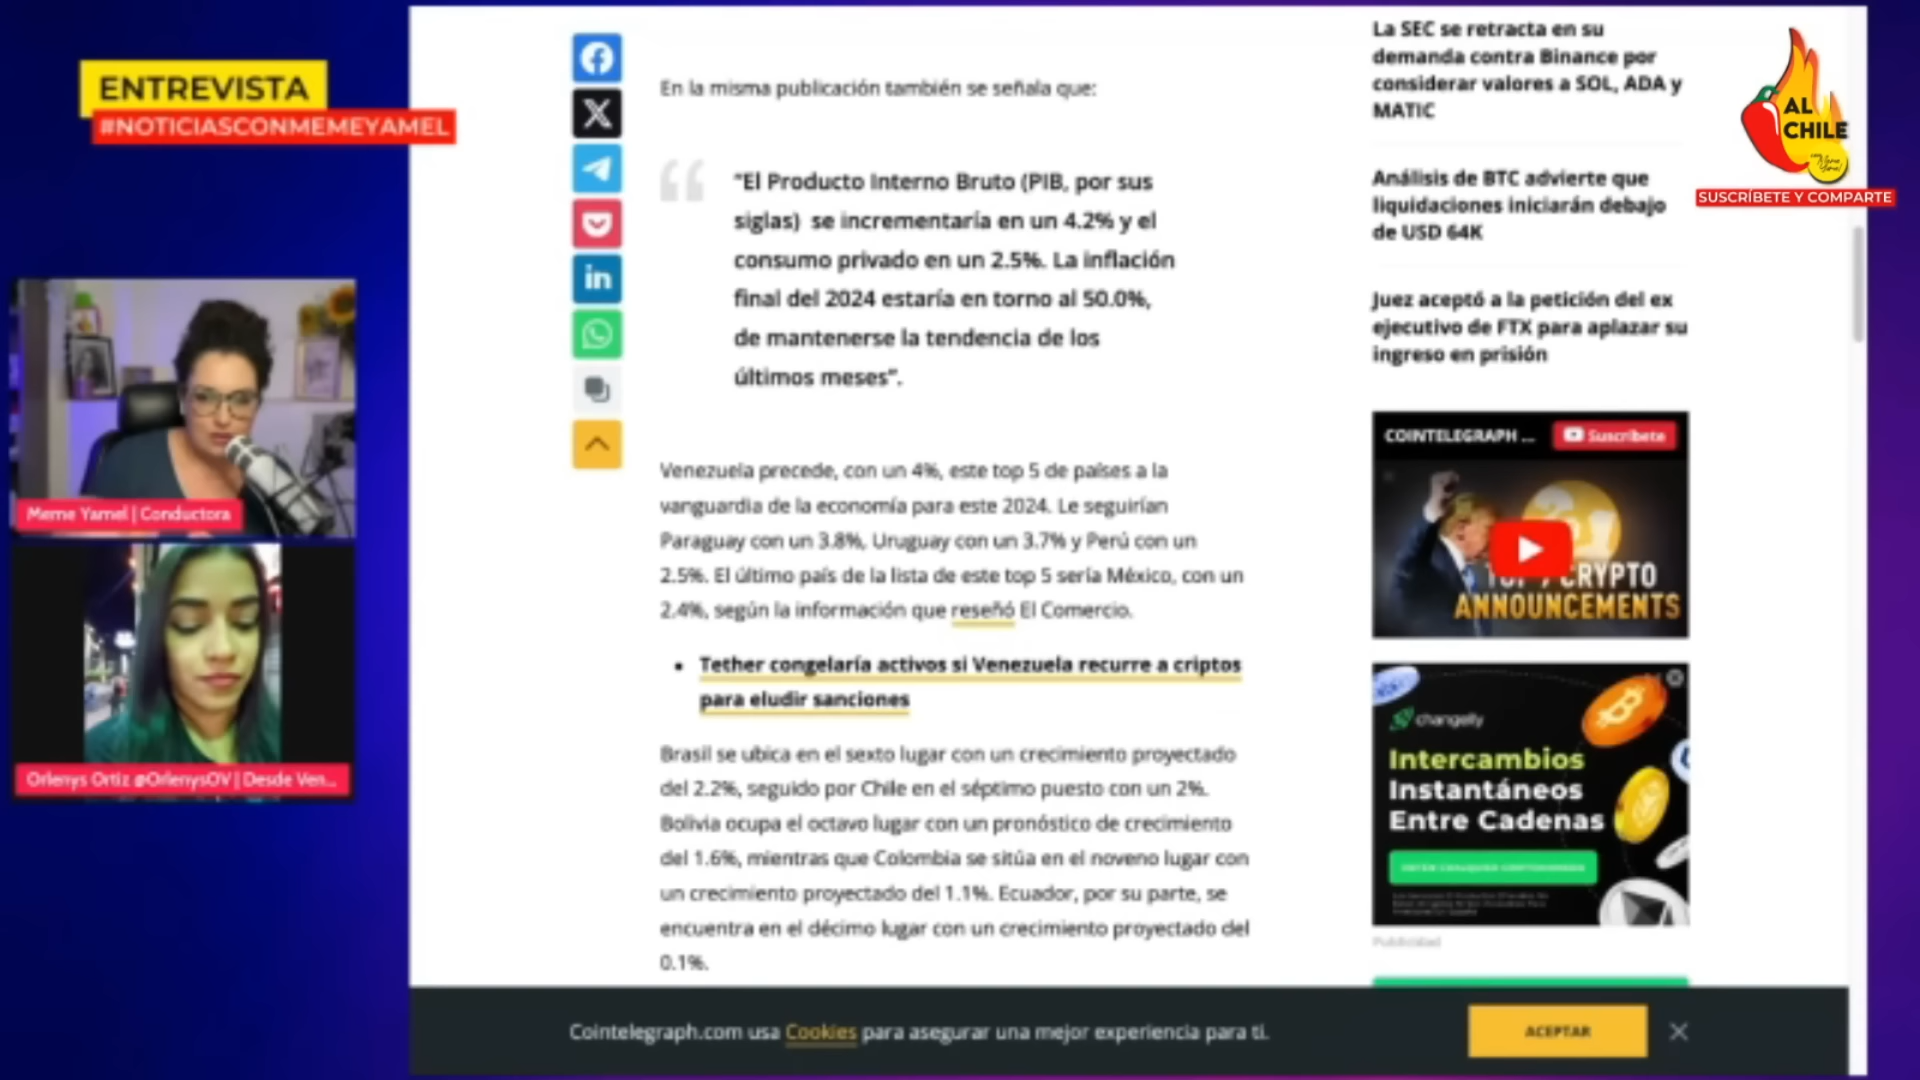 ENTREVISTA
#NOTICIASCONMEMEYAMEL
Meme Yamel | Conductora
Orlenys Ortiz @OrlenysOV | Desde Ven...
En la misma publicación también se señala que:
"El Producto Interno Bruto (PIB, por sus
siglas) se incrementaría en un 4.2% y el
consumo privado en un 2.5%. La inflación
final del 2024 estaría en torno al 50.0%,
de mantenerse la tendencia de los
últimos meses".
Venezuela precede, con un 4%, este top 5 de países a la
vanguardia de la economía para este 2024. Le seguirían
Paraguay con un 3.8%, Uruguay con un 3.7% y Perú con un
2.5%. El último país de la lista de este top 5 sería México, con un
2.4%, según la información que reseñó El Comercio.
• Tether congelaría activos si Venezuela recurre a criptos
para eludir sanciones
Brasil se ubica en el sexto lugar con un crecimiento proyectado
del 2.2%, seguido por Chile en el séptimo puesto con un 2%.
Bolivia ocupa el octavo lugar con un pronóstico de crecimiento
del 1.6%, mientras que Colombia se sitúa en el noveno lugar con
un crecimiento proyectado del 1.1%. Ecuador, por su parte, se
encuentra en el décimo lugar con un crecimiento proyectado del
0.1%.
La SEC se retracta en su
demanda contra Binance por
considerar valores a SOL, ADA y
MATIC
Análisis de BTC advierte que
liquidaciones iniciarán debajo
de USD 64K
Juez aceptó a la petición del ex
ejecutivo de FTX para aplazar su
ingreso en prisión
COINTELEGRAPH ...
Suscríbete
CRYPTO
ANNOUNCEMENTS
changelly
Intercambios
Instantáneos
Entre Cadenas
Publicidad
AL
CHILE
SUSCRÍBETE Y COMPARTE
Cointelegraph.com usa Cookies para asegurar una mejor experiencia para ti.
ACEPTAR